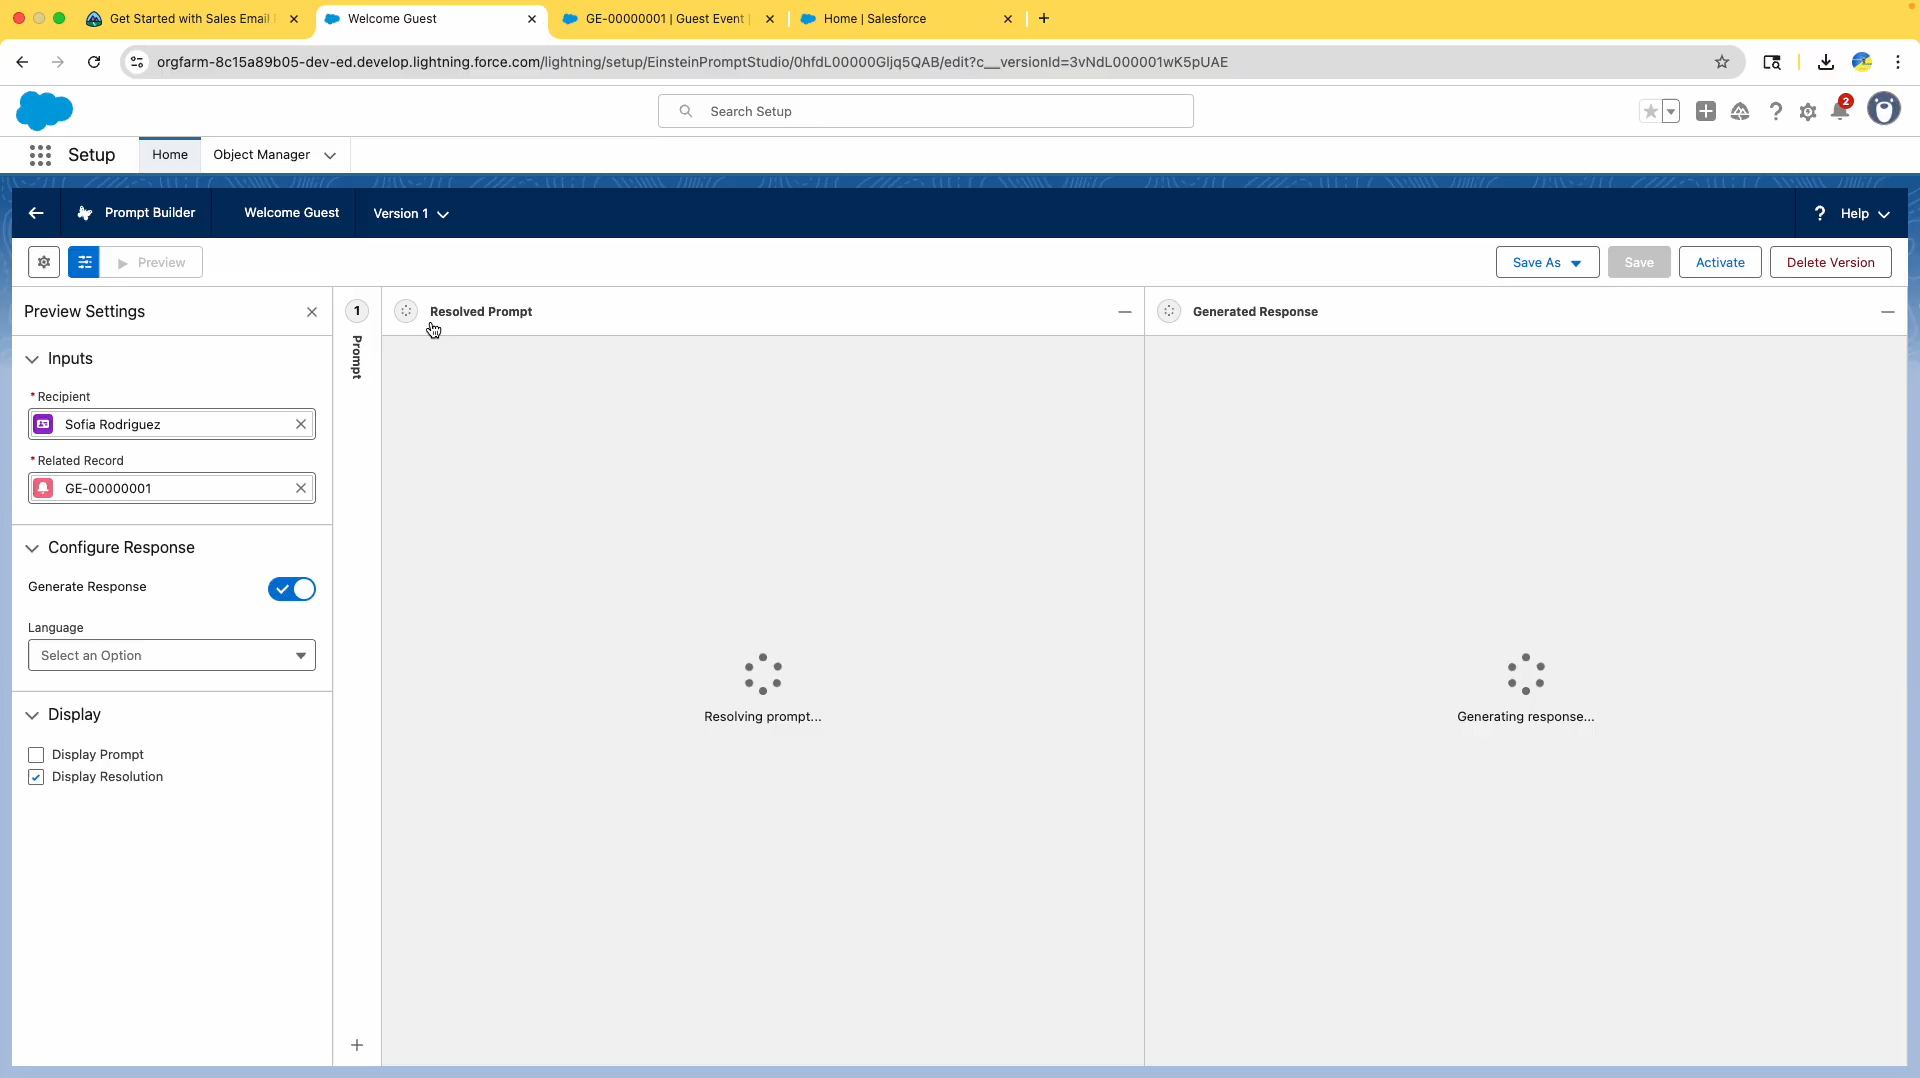 Get Started with Sales Email
Welcome Guest
GE-00000001 | Guest Event
Home | Salesforce
orgfarm-8c15a89b05-dev-ed.develop.lightning.force.com/lightning/setup/EinsteinPromptStudio/0hfdL00000Gljq5QAB/edit?c__versionId=3vNdL000001wK5pUAE
Search Setup
2
Setup
Home
Object Manager
Prompt Builder
Welcome Guest
Version 1
? Help
Preview
Save As
Save
Activate
Delete Version
Preview Settings
1
Prompt
Resolved Prompt
Generated Response
Inputs
* Recipient
Sofia Rodriguez
* Related Record
GE-00000001
Configure Response
Generate Response
Language
Select an Option
Resolving prompt...
Generating response...
Display
Display Prompt
Display Resolution